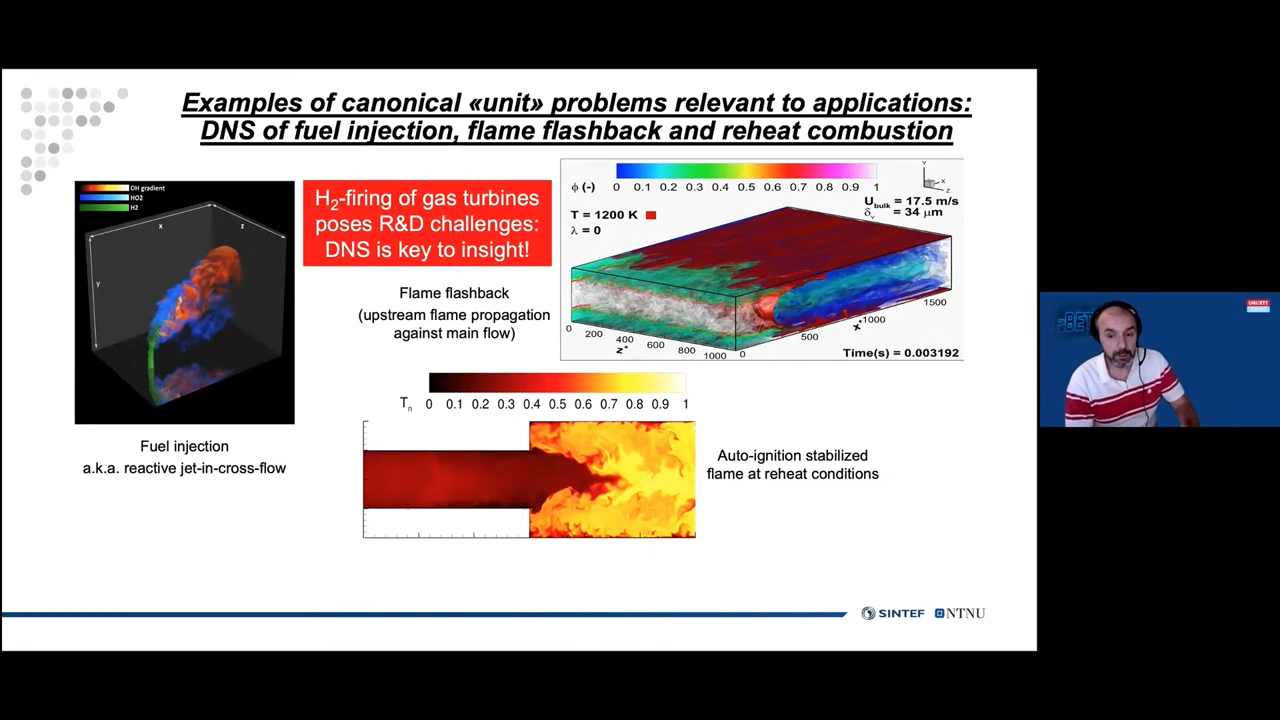 Examples of canonical «unit» problems relevant to applications:
DNS of fuel injection, flame flashback and reheat combustion
OH gradient
HO2
H2
x
z
y
H₂-firing of gas turbines
poses R&D challenges:
DNS is key to insight!
Flame flashback
(upstream flame propagation
against main flow)
ϕ (-)
0 0.1 0.2 0.3 0.4 0.5 0.6 0.7 0.8 0.9 1
T = 1200 K
λ = 0
Y
X
Z
U_bulk = 17.5 m/s
δ_ν = 34 μm
0 200 400 600 800 1000
z⁺
0 500 1000 1500
x⁺
Time(s) = 0.003192
Tₙ 0 0.1 0.2 0.3 0.4 0.5 0.6 0.7 0.8 0.9 1
Fuel injection
a.k.a. reactive jet-in-cross-flow
Auto-ignition stabilized
flame at reheat conditions
SINTEF NTNU